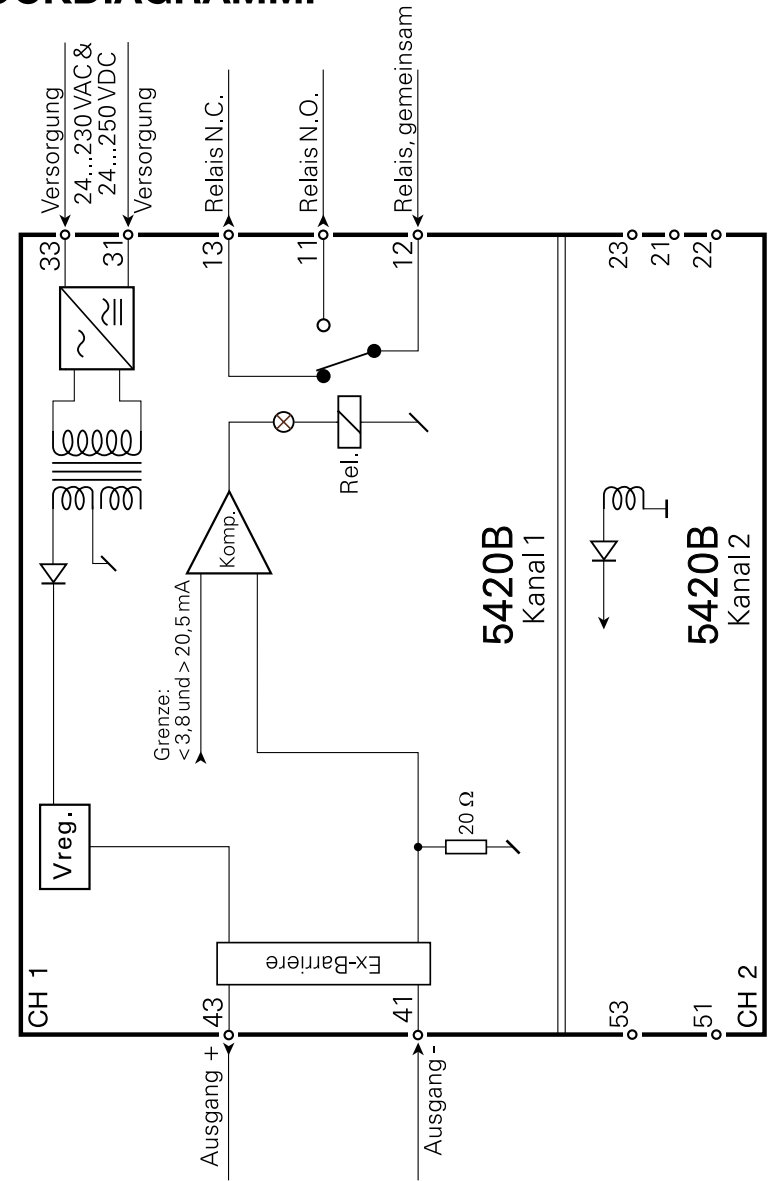 Versorgung
24...230 VAC &
24...250 VDC
Versorgung
Relais N.C.
Relais N.O.
Relais, gemeinsam
33
31
13
11
12
23
21
22
Rel.
Komp.
Grenze:
< 3,8 und > 20,5 mA
Vreg.
20 Ω
Ex-Barriere
5420B
Kanal 1
5420B
Kanal 2
CH 1
43
41
53
51
CH 2
Ausgang +
Ausgang -